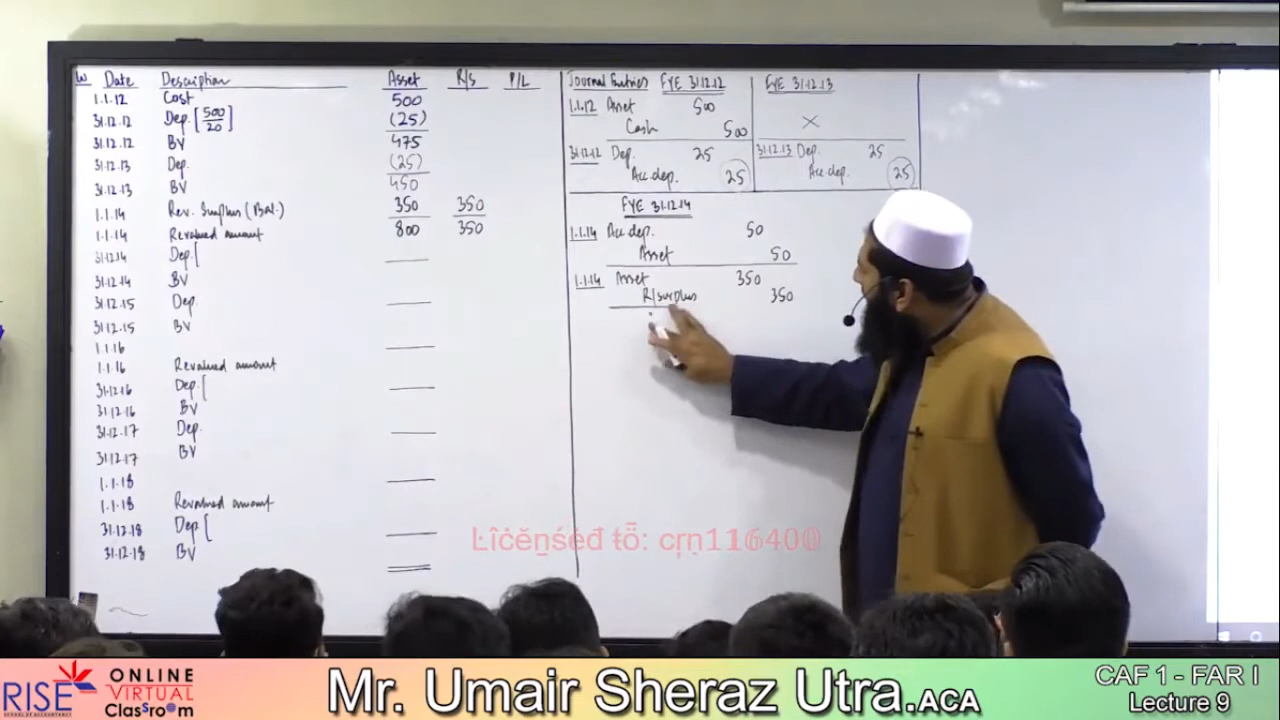 W Date Description Asset R/S P/L
1.1.12 Cost 500
31.12.12 Dep. [500/20] (25)
31.12.12 BV 475
31.12.13 Dep. (25)
31.12.13 BV 450
1.1.14 Rev. Surplus (Bal.) 350 350
1.1.14 Revalued amount 800 350
31.12.14 Dep. [
31.12.14 BV
31.12.15 Dep.
31.12.15 BV
1.1.16
1.1.16 Revalued amount
31.12.16 Dep. [
31.12.16 BV
31.12.17 Dep.
31.12.17 BV
1.1.18
1.1.18 Revalued amount
31.12.18 Dep. [
31.12.18 BV
Journal Entries FYE 31.12.12
1.1.12 Asset 500
Cash 500
31.12.12 Dep. 25
Acc dep. 25
FYE 31.12.13
X
31.12.13 Dep. 25
Acc dep. 25
FYE 31.12.14
1.1.14 Acc dep. 50
Asset 50
1.1.14 Asset 350
R/surplus 350
RISE
SCHOOL OF ACCOUNTANCY
ONLINE
VIRTUAL
ClassrOOm
Mr. Umair Sheraz Utra.ACA
CAF 1 - FAR I
Lecture 9